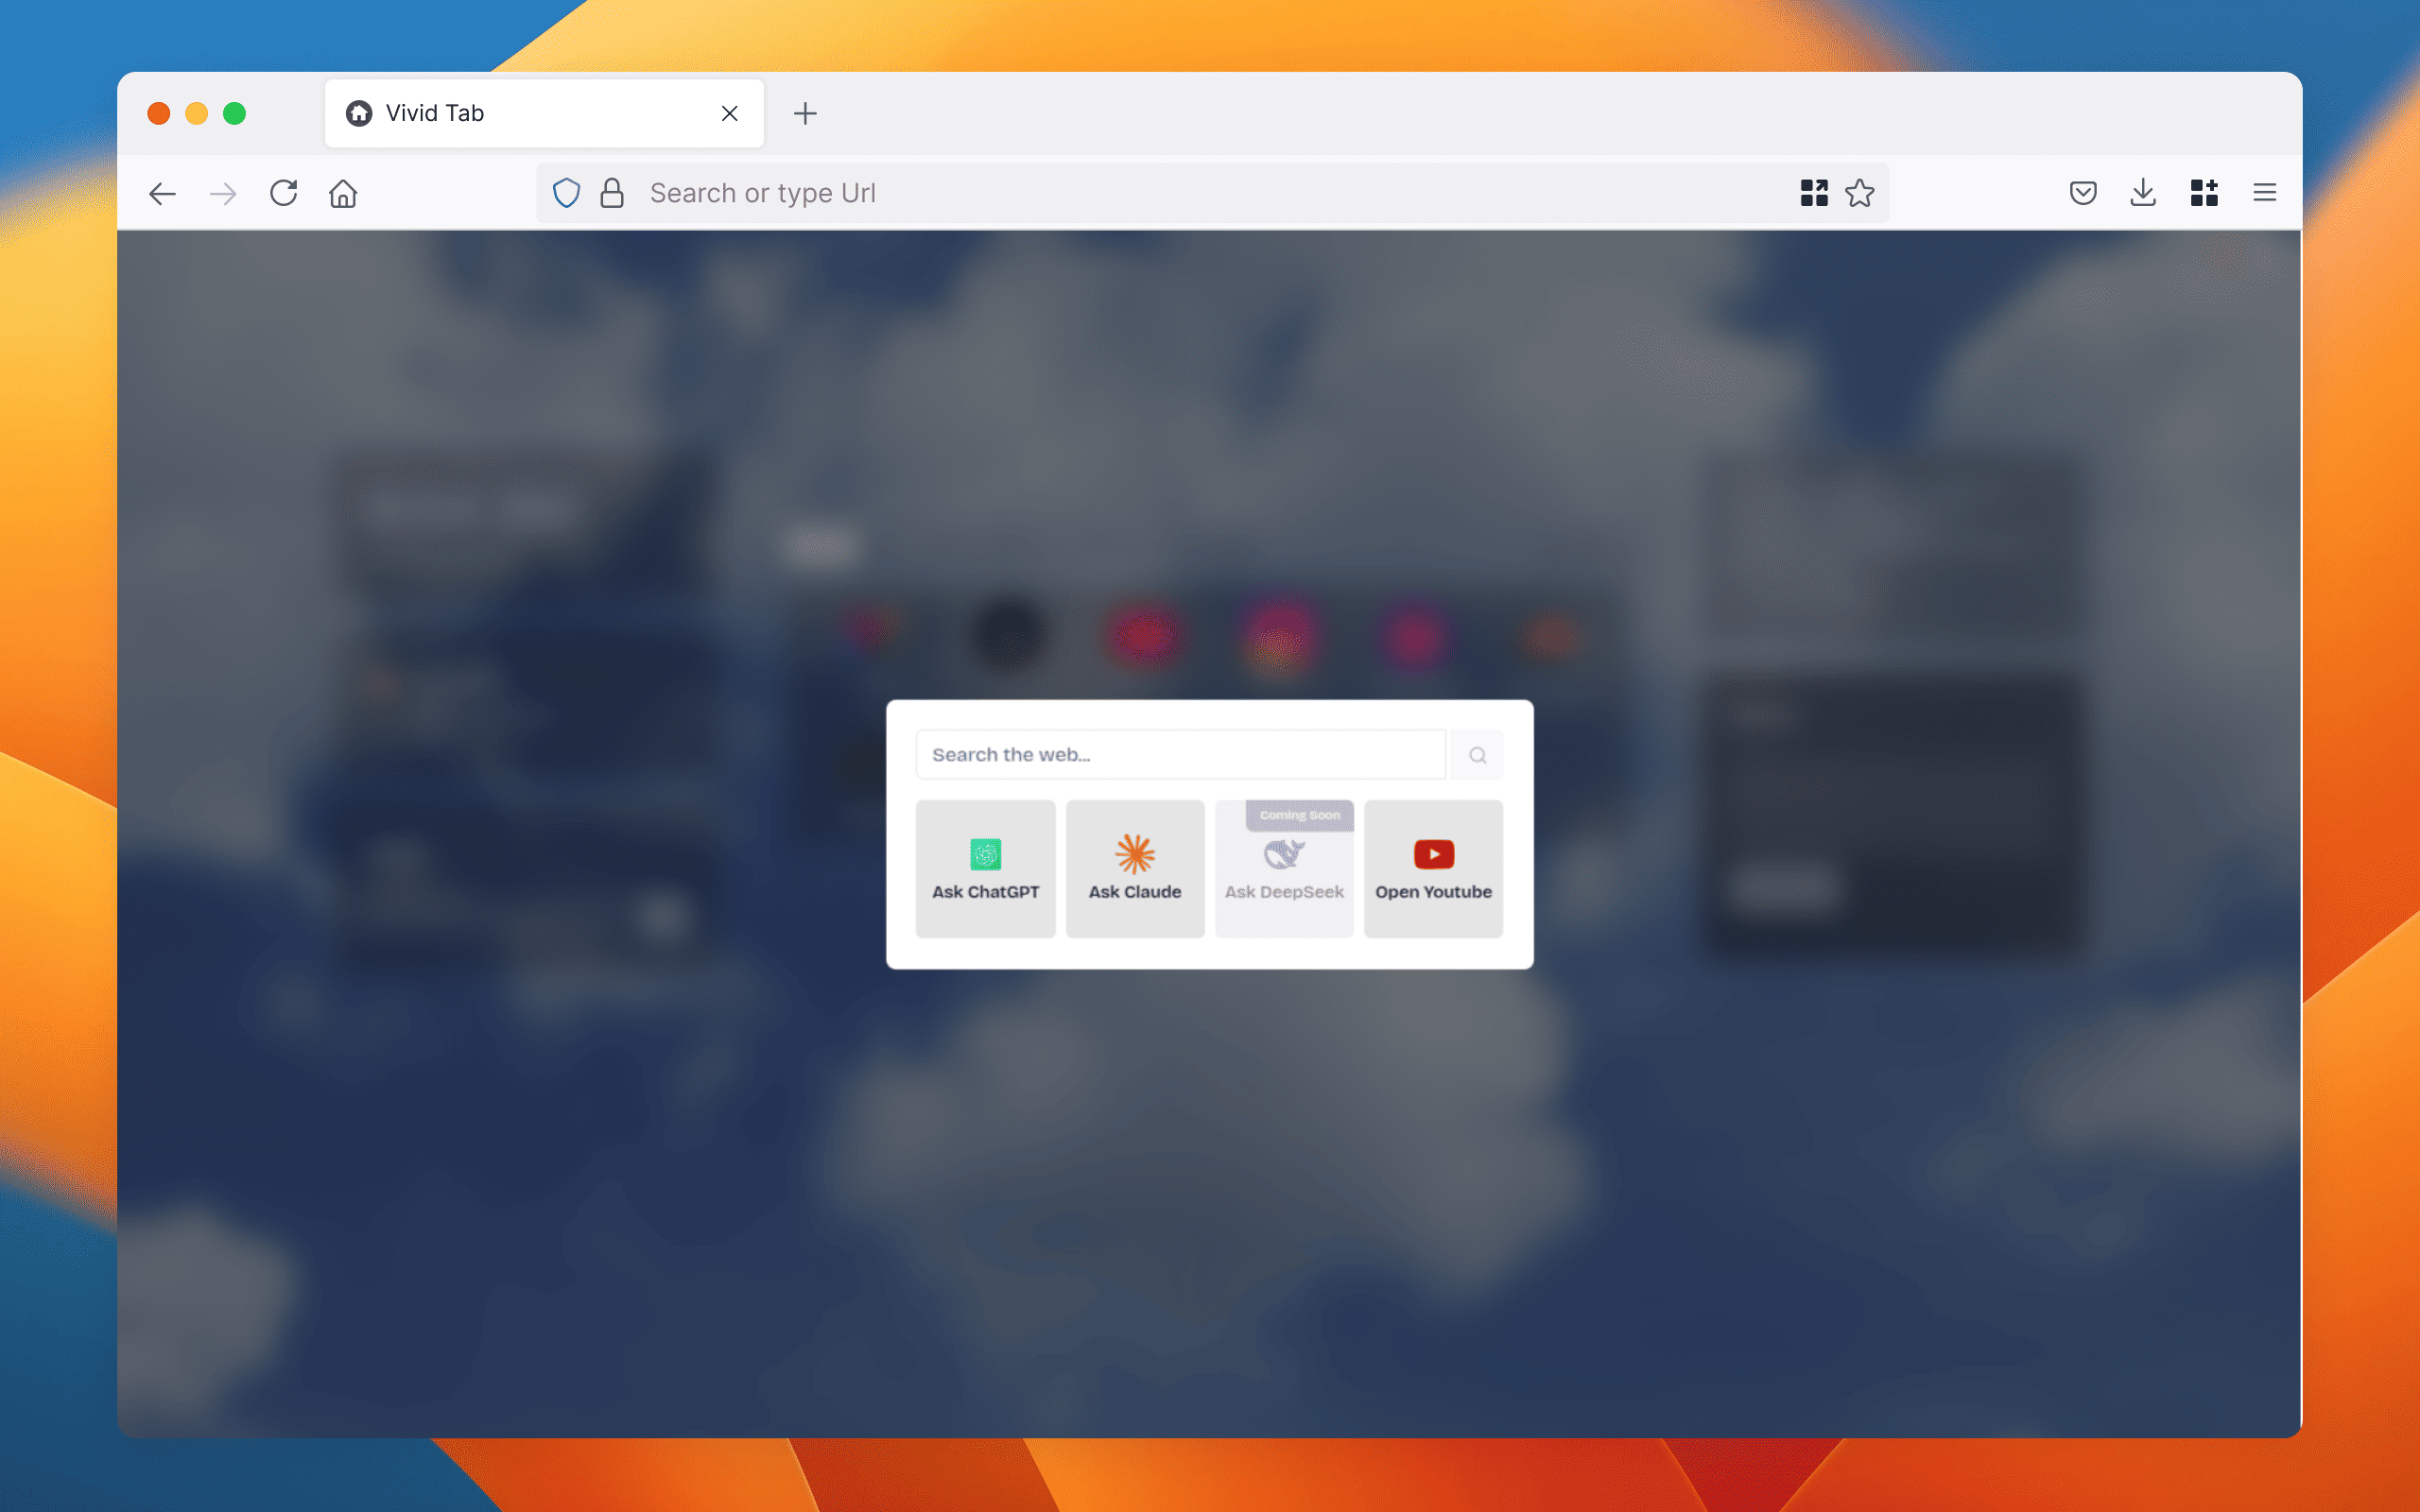 Vivid Tab
Search or type Url
Search the web...
Coming Soon
Ask ChatGPT
Ask Claude
Ask DeepSeek
Open Youtube